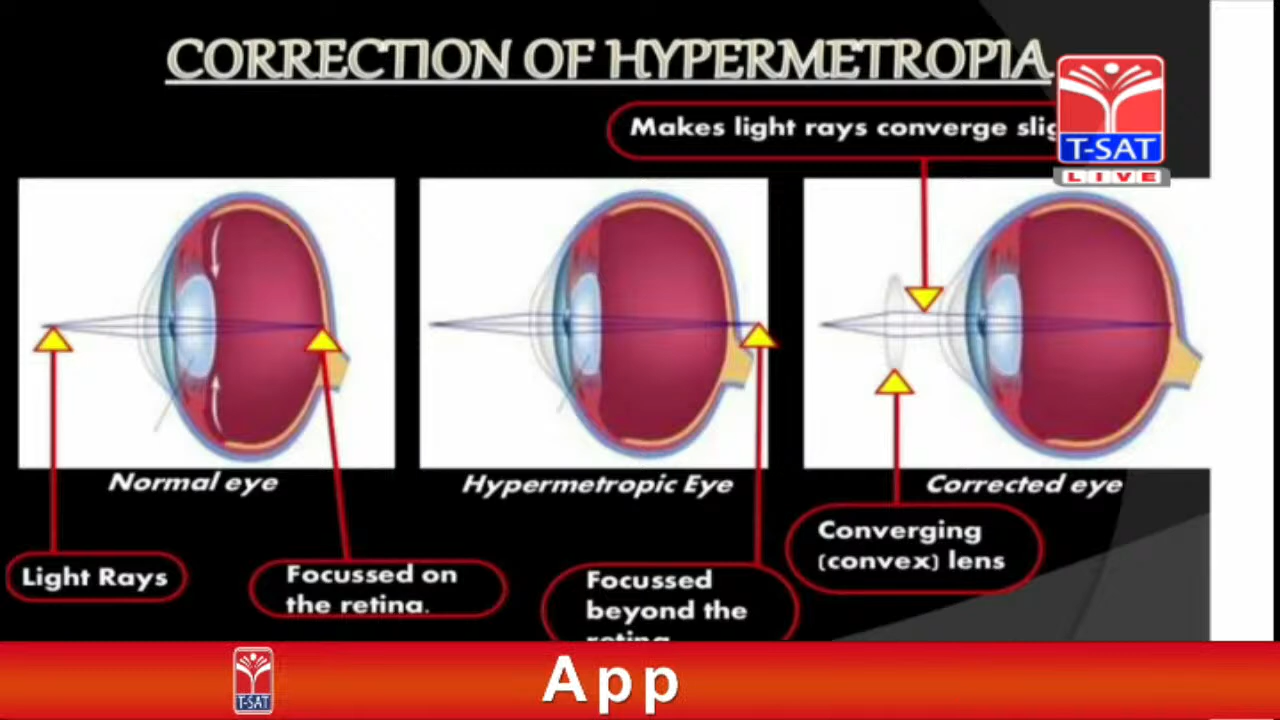 CORRECTION OF HYPERMETROPIA
Makes light rays converge
T-SAT
LIVE
Normal eye
Hypermetropic Eye
Corrected eye
Light Rays
Focussed on
the retina.
Focussed
beyond the
Converging
(convex) lens
T-SAT
App